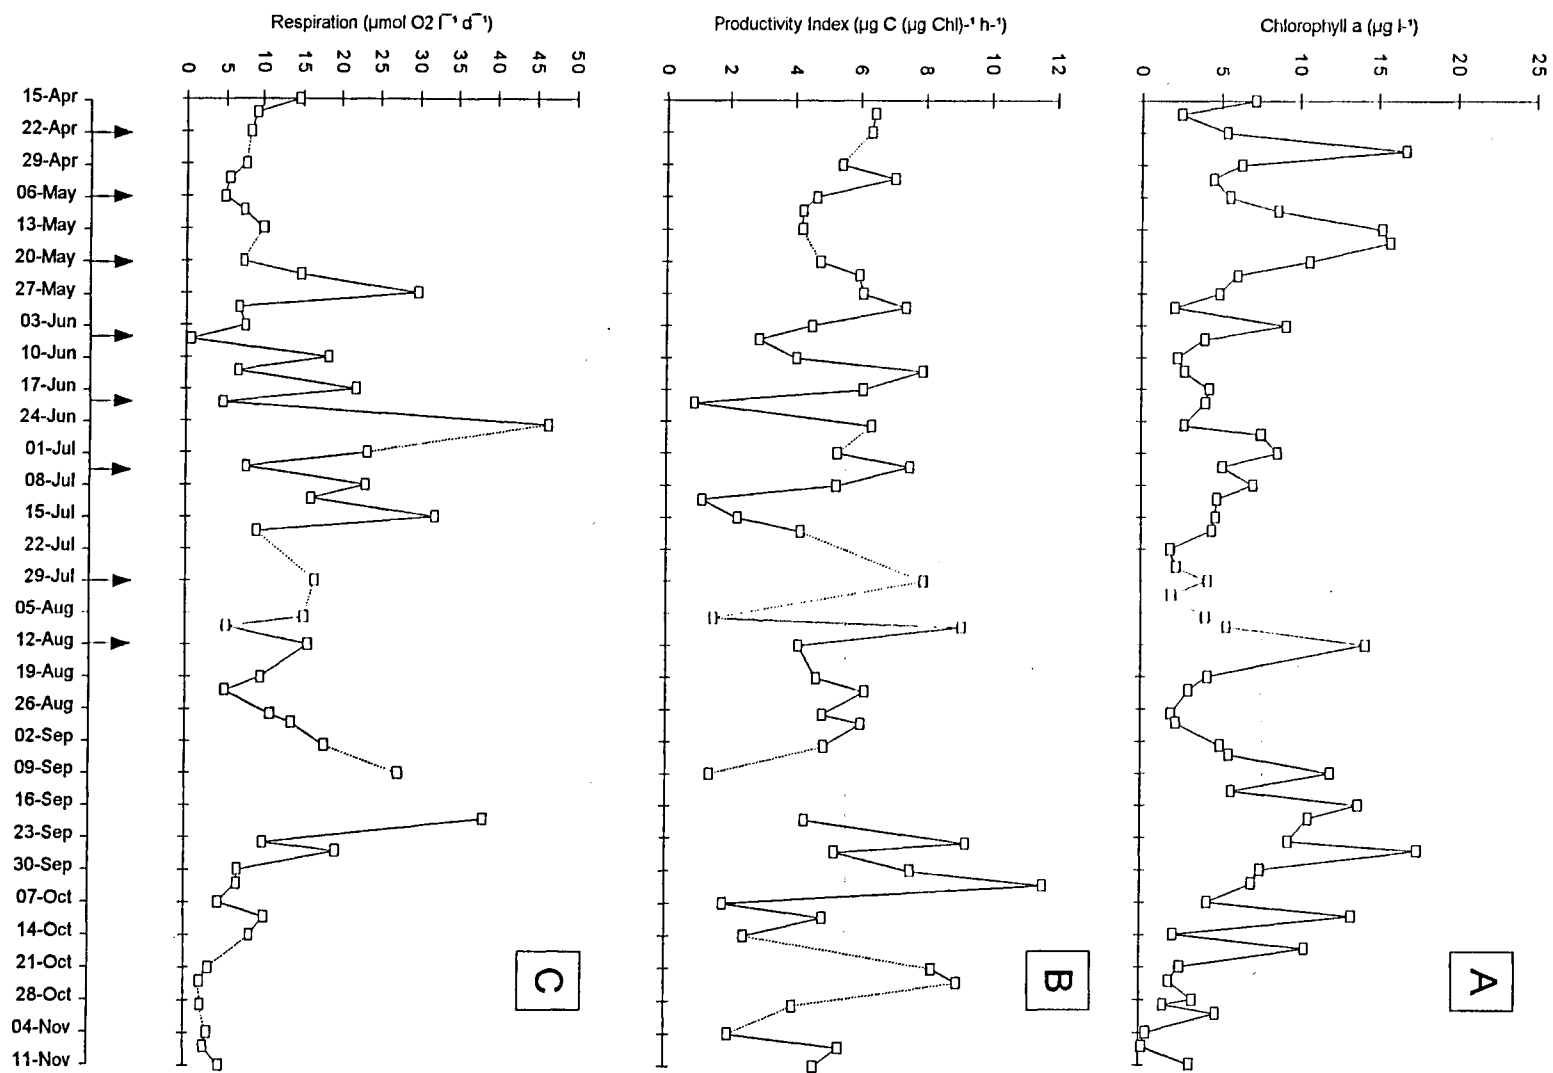 Respiration (µmol O2 l⁻¹ d⁻¹)
0 5 10 15 20 25 30 35 40 45 50
Productivity Index (µg C (µg Chl)-¹ h-¹)
0 2 4 6 8 10 12
Chlorophyll a (µg l-¹)
0 5 10 15 20 25
15-Apr
22-Apr
29-Apr
06-May
13-May
20-May
27-May
03-Jun
10-Jun
17-Jun
24-Jun
01-Jul
08-Jul
15-Jul
22-Jul
29-Jul
05-Aug
12-Aug
19-Aug
26-Aug
02-Sep
09-Sep
16-Sep
23-Sep
30-Sep
07-Oct
14-Oct
21-Oct
28-Oct
04-Nov
11-Nov
C
B
A